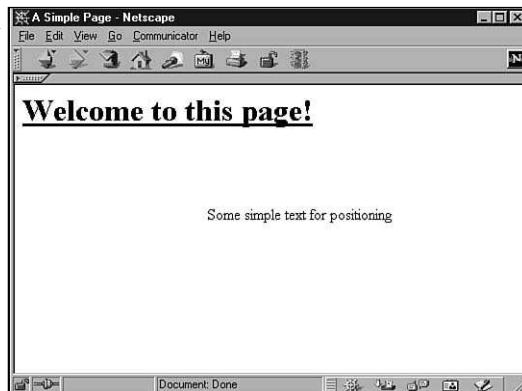 A Simple Page - Netscape
File Edit View Go Communicator Help
My
N
Welcome to this page!
Some simple text for positioning
Document: Done